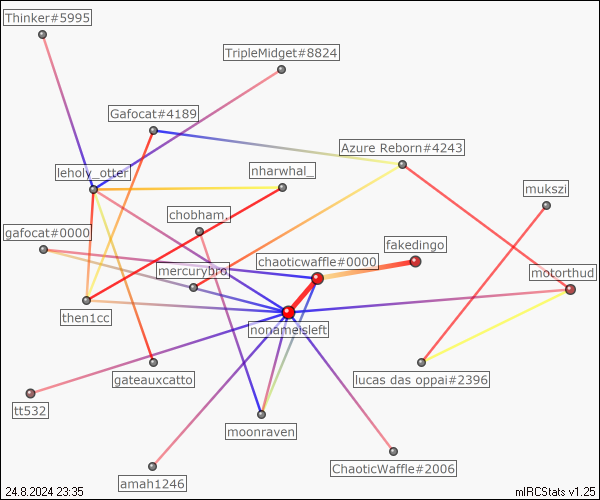 Thinker#5995
TripleMidget#8824
Gafocat#4189
Azure Reborn#4243
leholy_otter
nharwhal_
mukszi
chobham.
gafocat#0000
fakedingo
chaoticwaffle#0000
mercurybro
motorthud
then1cc
nonameisleft
gateauxcatto
lucas das oppai#2396
tt532
moonraven
ChaoticWaffle#2006
amah1246
24.8.2024 23:35
mIRCStats v1.25